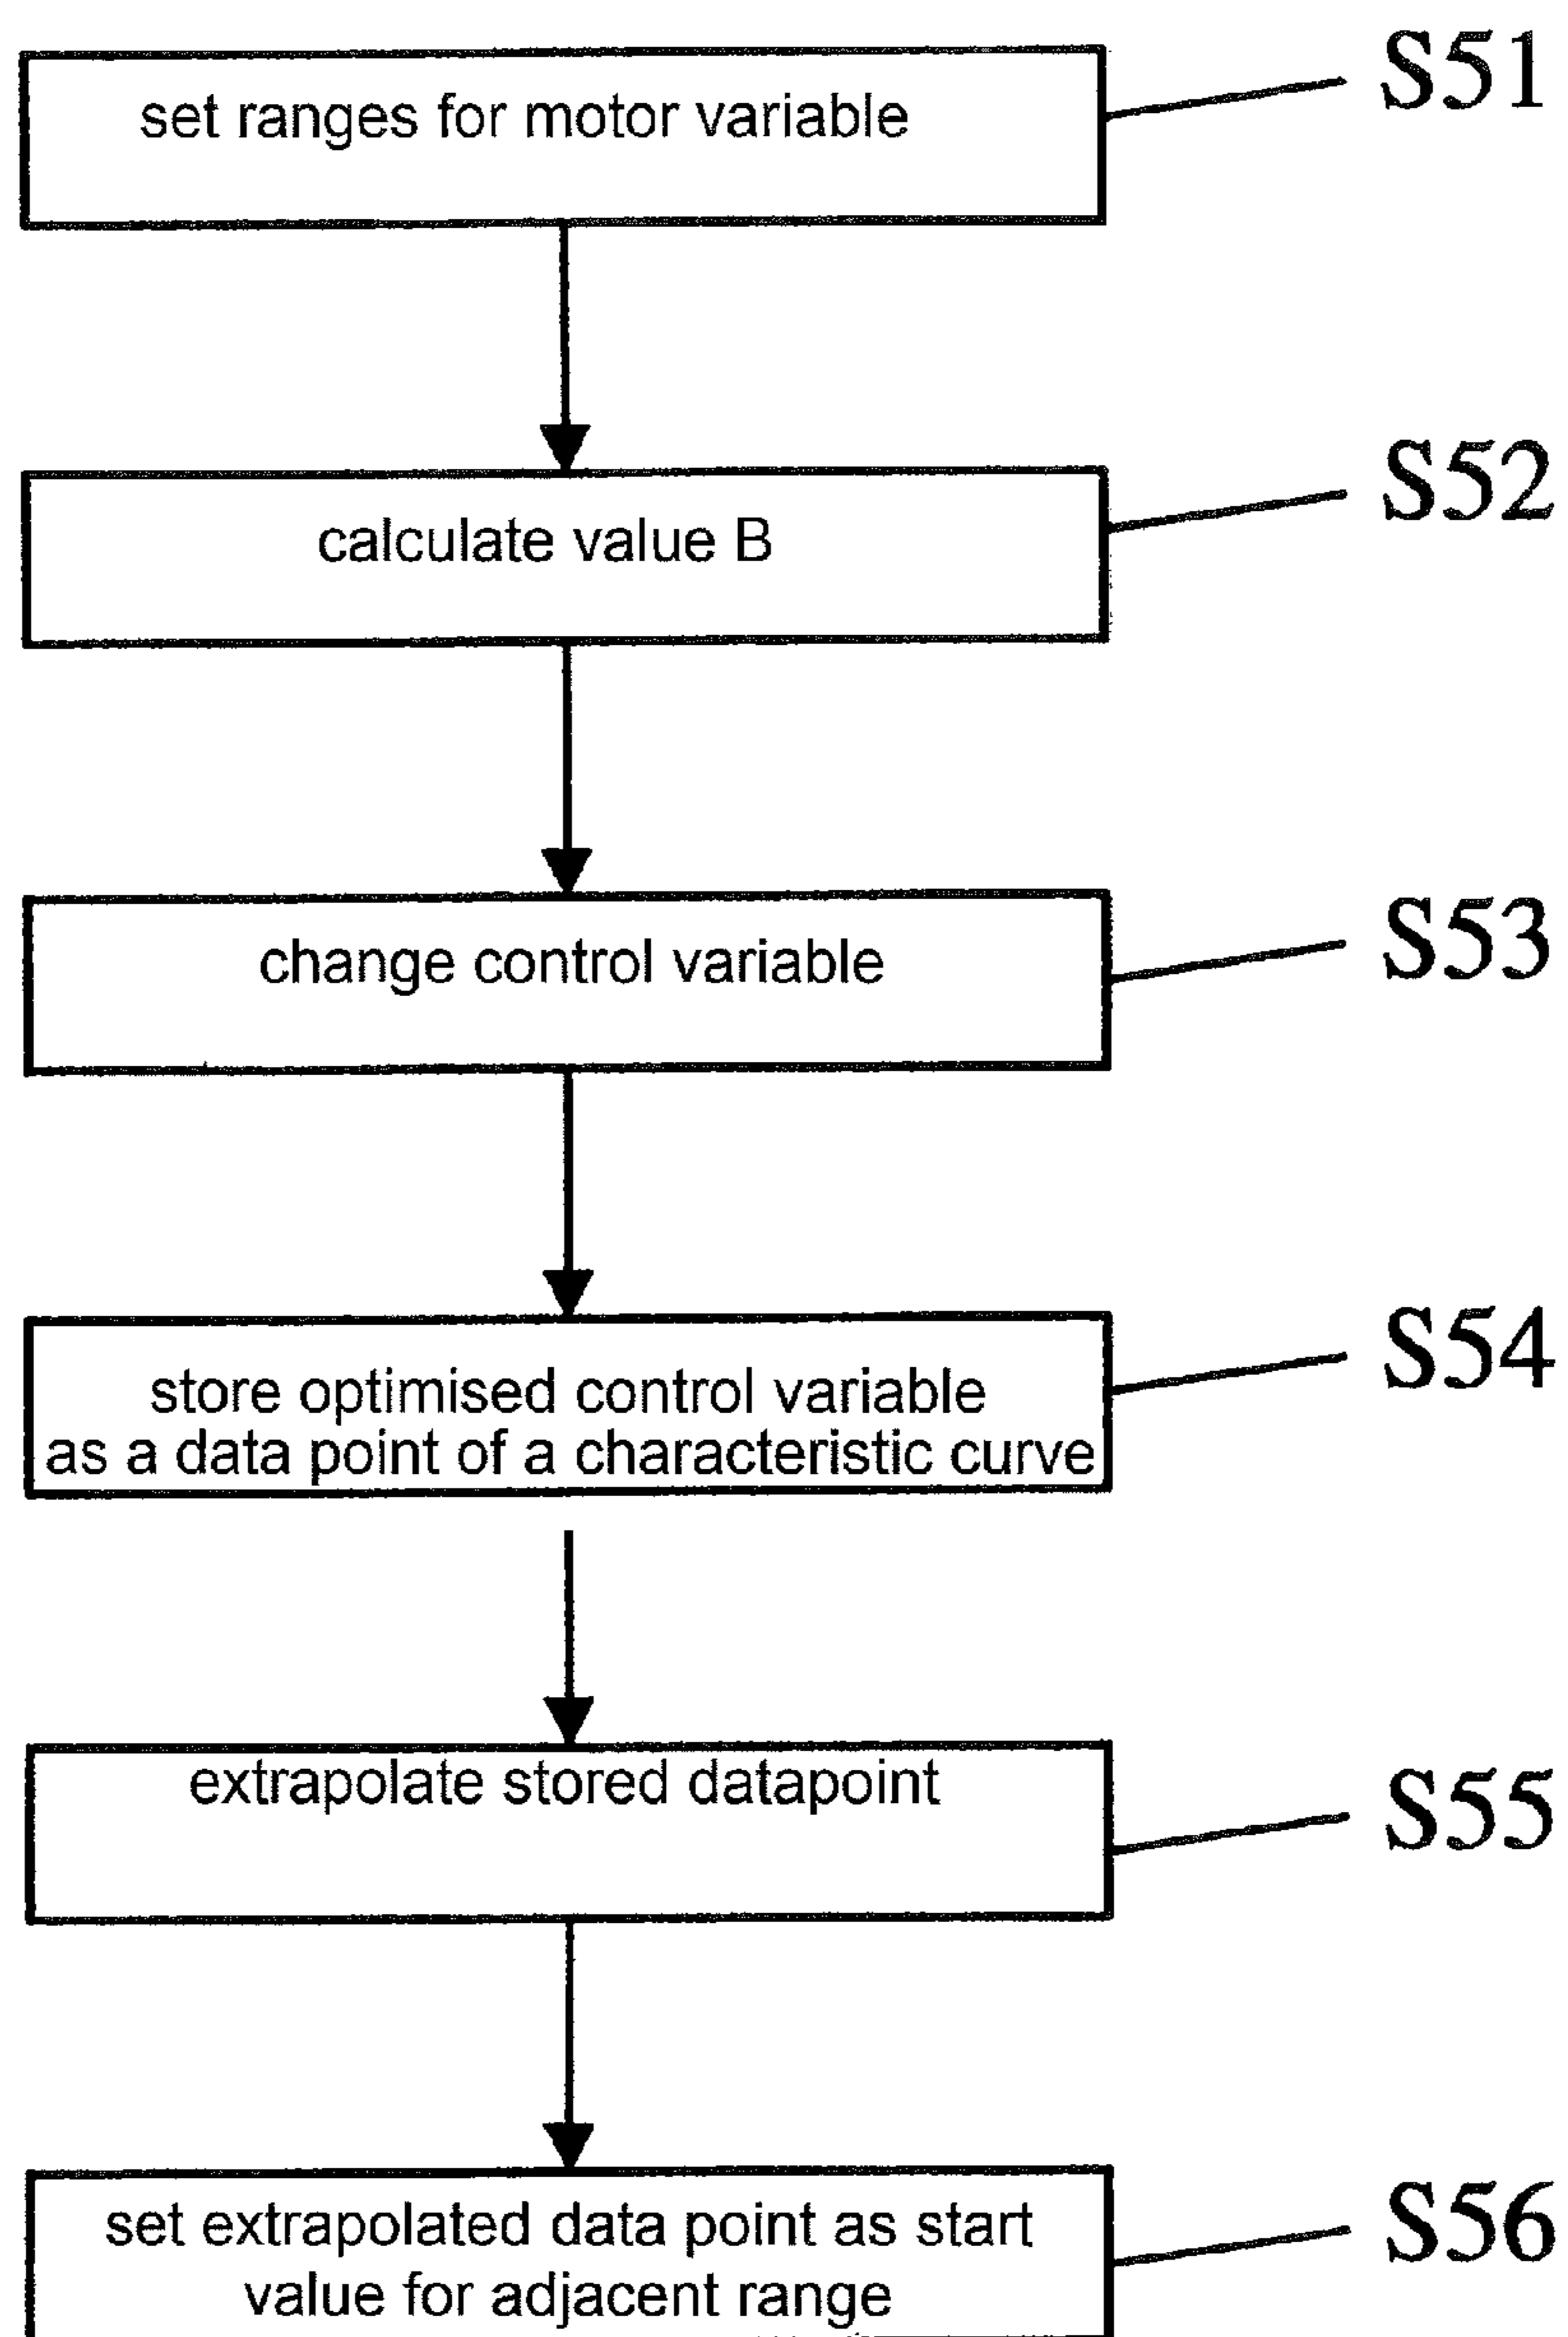 set ranges for motor variable
S51
calculate value B
S52
change control variable
S53
store optimised control variable
as a data point of a characteristic curve
S54
extrapolate stored datapoint
S55
set extrapolated data point as start
value for adjacent range
S56